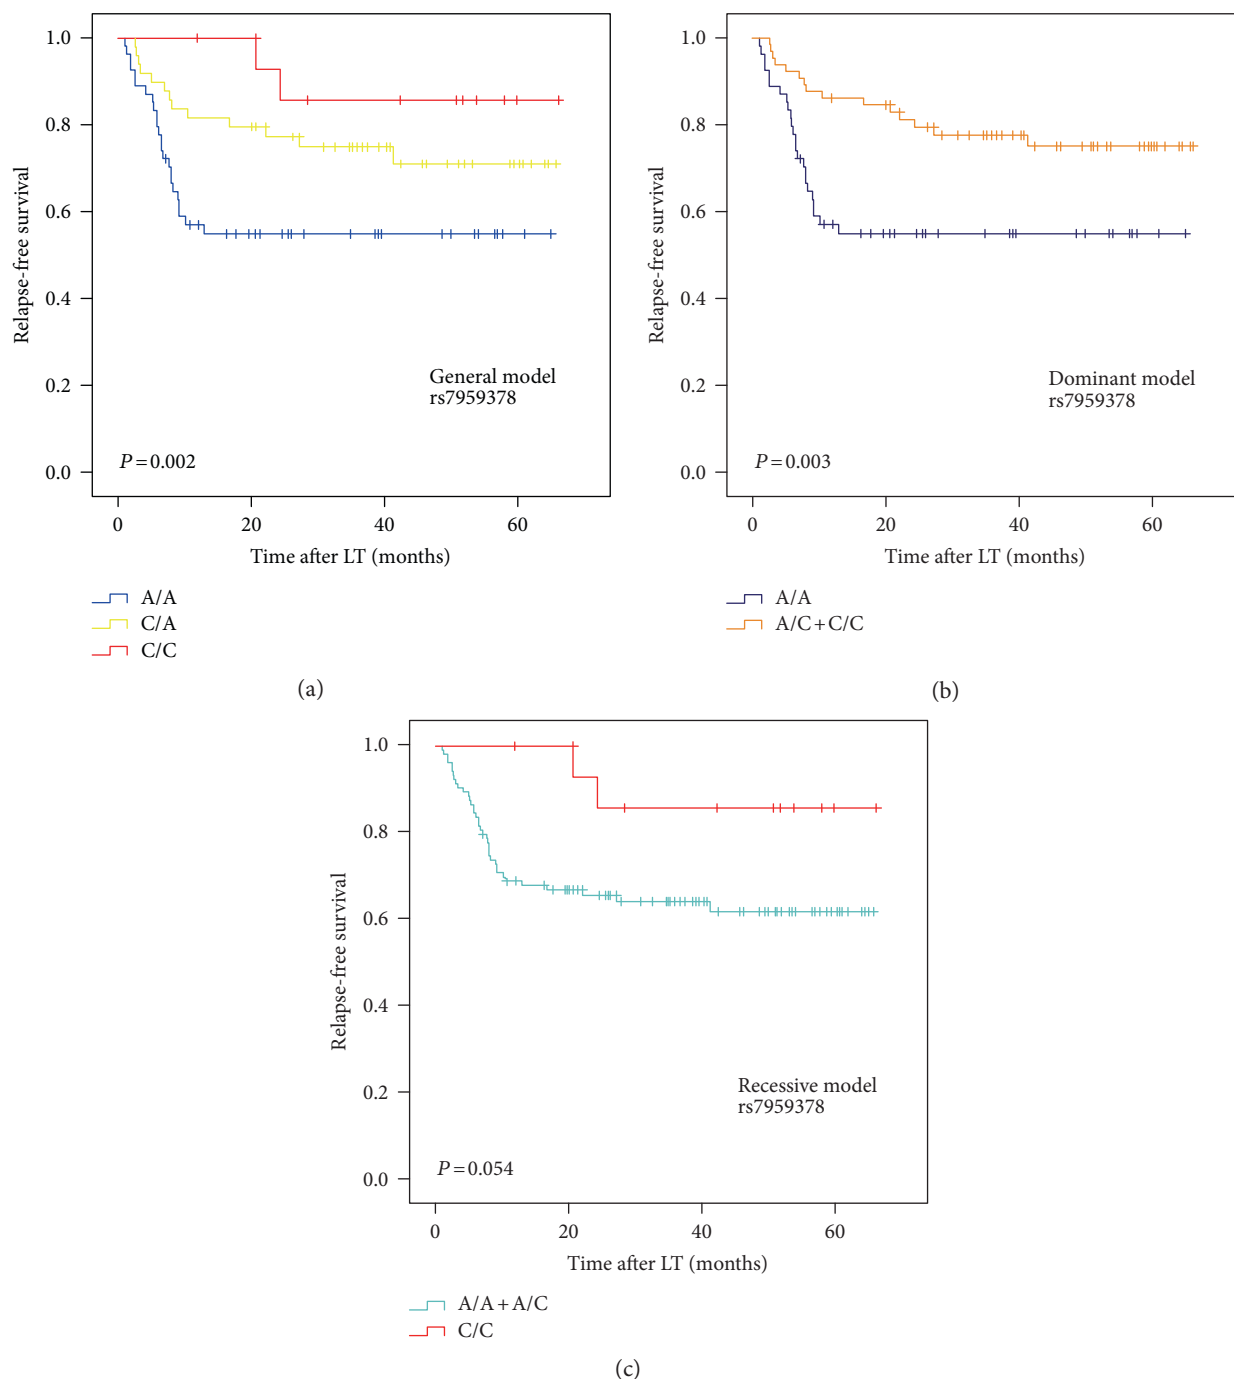 1.0
0.8
0.6
0.4
0.2
0.0
Relapse-free survival
General model
rs7959378
P = 0.002
0 20 40 60
Time after LT (months)
A/A
C/A
C/C
(a)
1.0
0.8
0.6
0.4
0.2
0.0
Relapse-free survival
Dominant model
rs7959378
P = 0.003
0 20 40 60
Time after LT (months)
A/A
A/C + C/C
(b)
1.0
0.8
0.6
0.4
0.2
0.0
Relapse-free survival
Recessive model
rs7959378
P = 0.054
0 20 40 60
Time after LT (months)
A/A + A/C
C/C
(c)